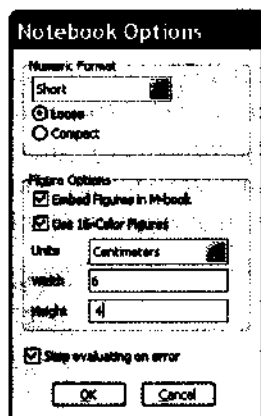 Notebook Options
Numeric Format
Short
Loose
Compact
Figure Options
Embed Figures in M-book
Use 16-Color Figures
Units Centimeters
Width 6
Height 4
Stop evaluating on error
OK Cancel